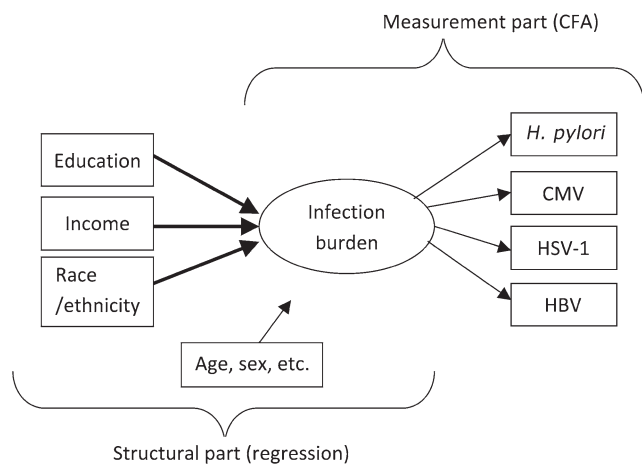 Measurement part (CFA)
Education
Income
Race
/ethnicity
Infection
burden
H. pylori
CMV
HSV-1
HBV
Age, sex, etc.
Structural part (regression)